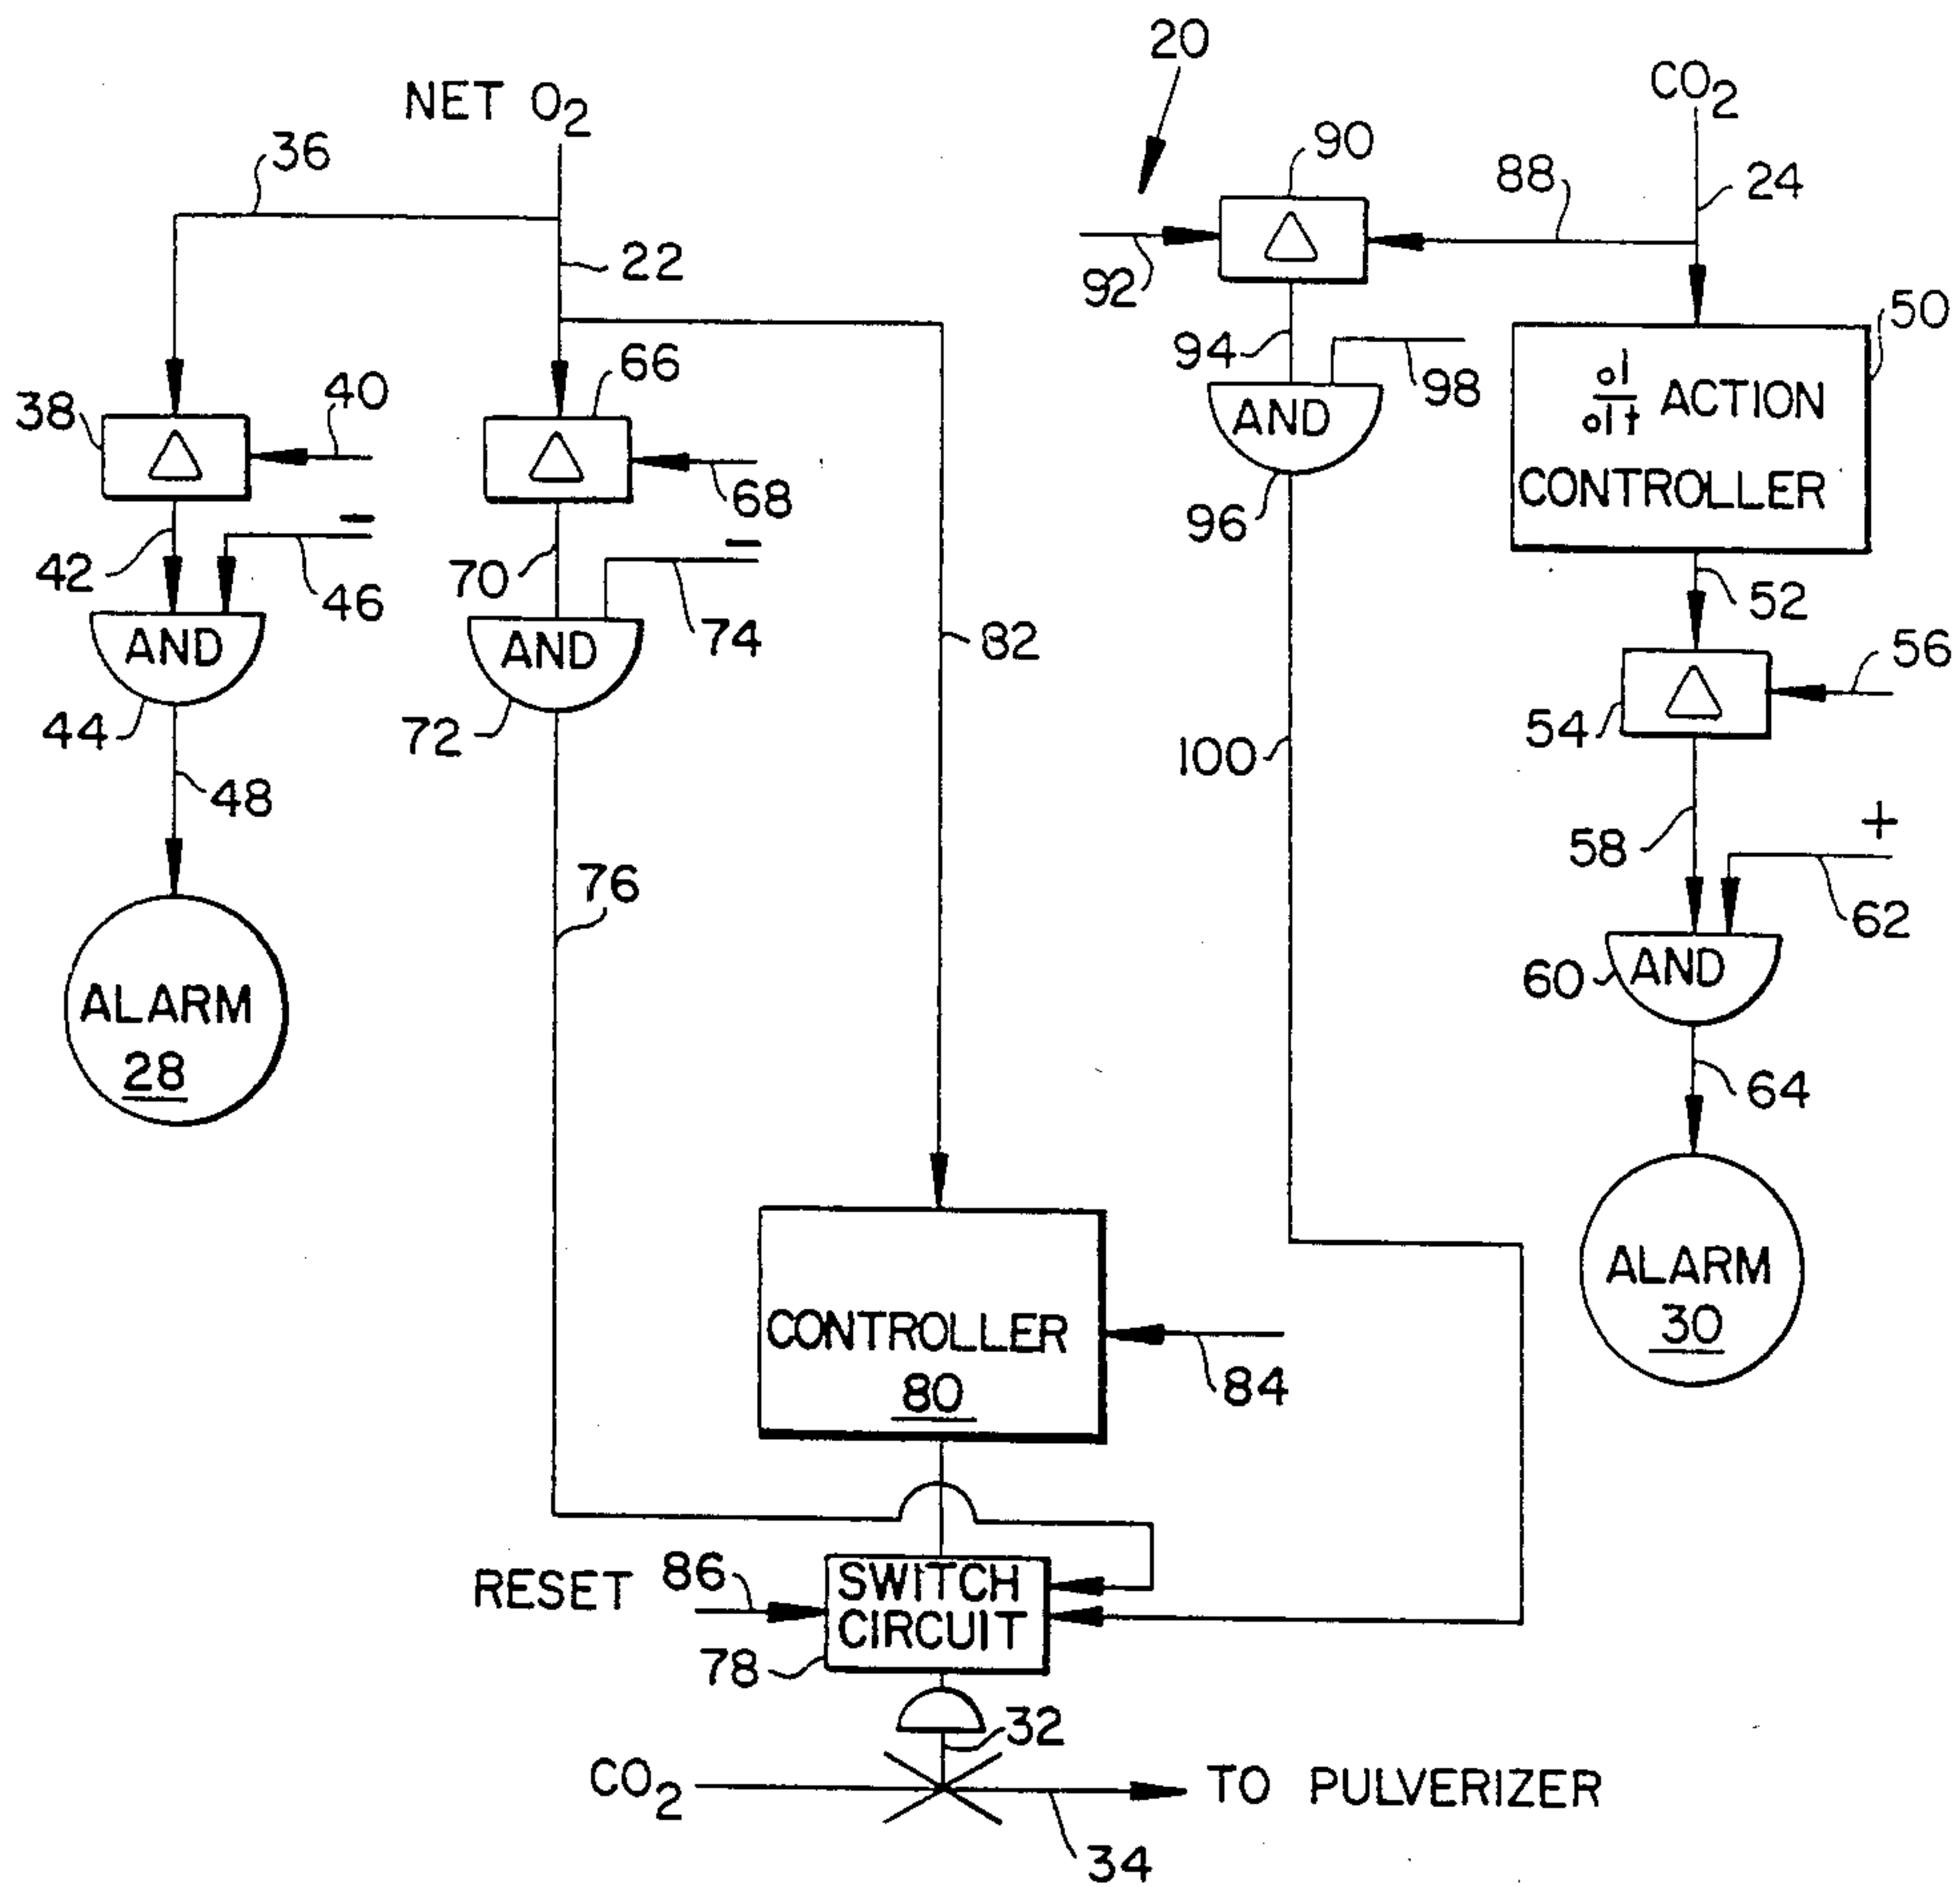 20
NET O2
CO2
36
90
88
24
22
92
50
94
66
98
38
40
d/dt ACTION
CONTROLLER
AND
96
68
42
46
70
74
52
AND
AND
82
56
44
72
54
100
48
58
+
76
62
60
AND
ALARM
28
64
ALARM
30
CONTROLLER
80
84
RESET
86
SWITCH
CIRCUIT
78
32
CO2
TO PULVERIZER
34